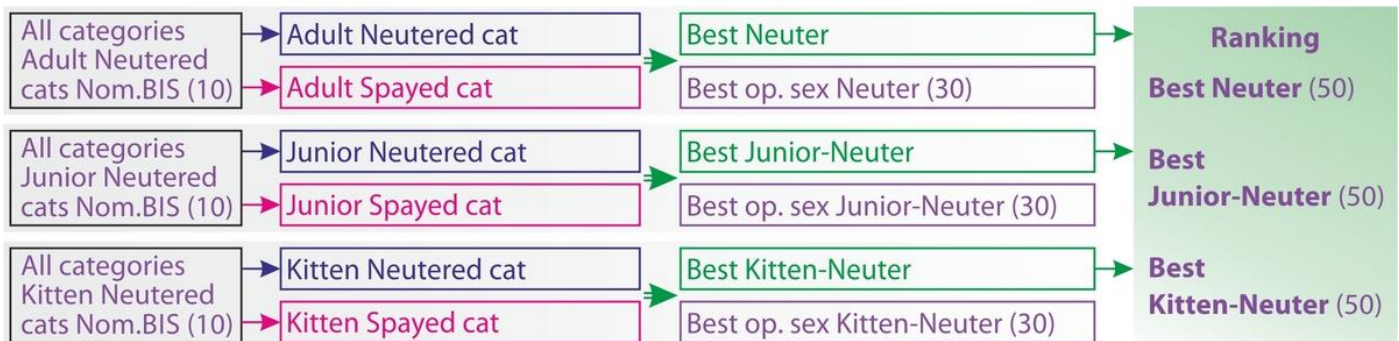 All categories
Adult Neutered
cats Nom.BIS (10)
Adult Neutered cat
Adult Spayed cat
Best Neuter
Best op. sex Neuter (30)
All categories
Junior Neutered
cats Nom.BIS (10)
Junior Neutered cat
Junior Spayed cat
Best Junior-Neuter
Best op. sex Junior-Neuter (30)
All categories
Kitten Neutered
cats Nom.BIS (10)
Kitten Neutered cat
Kitten Spayed cat
Best Kitten-Neuter
Best op. sex Kitten-Neuter (30)
Ranking
Best Neuter (50)
Best
Junior-Neuter (50)
Best
Kitten-Neuter (50)